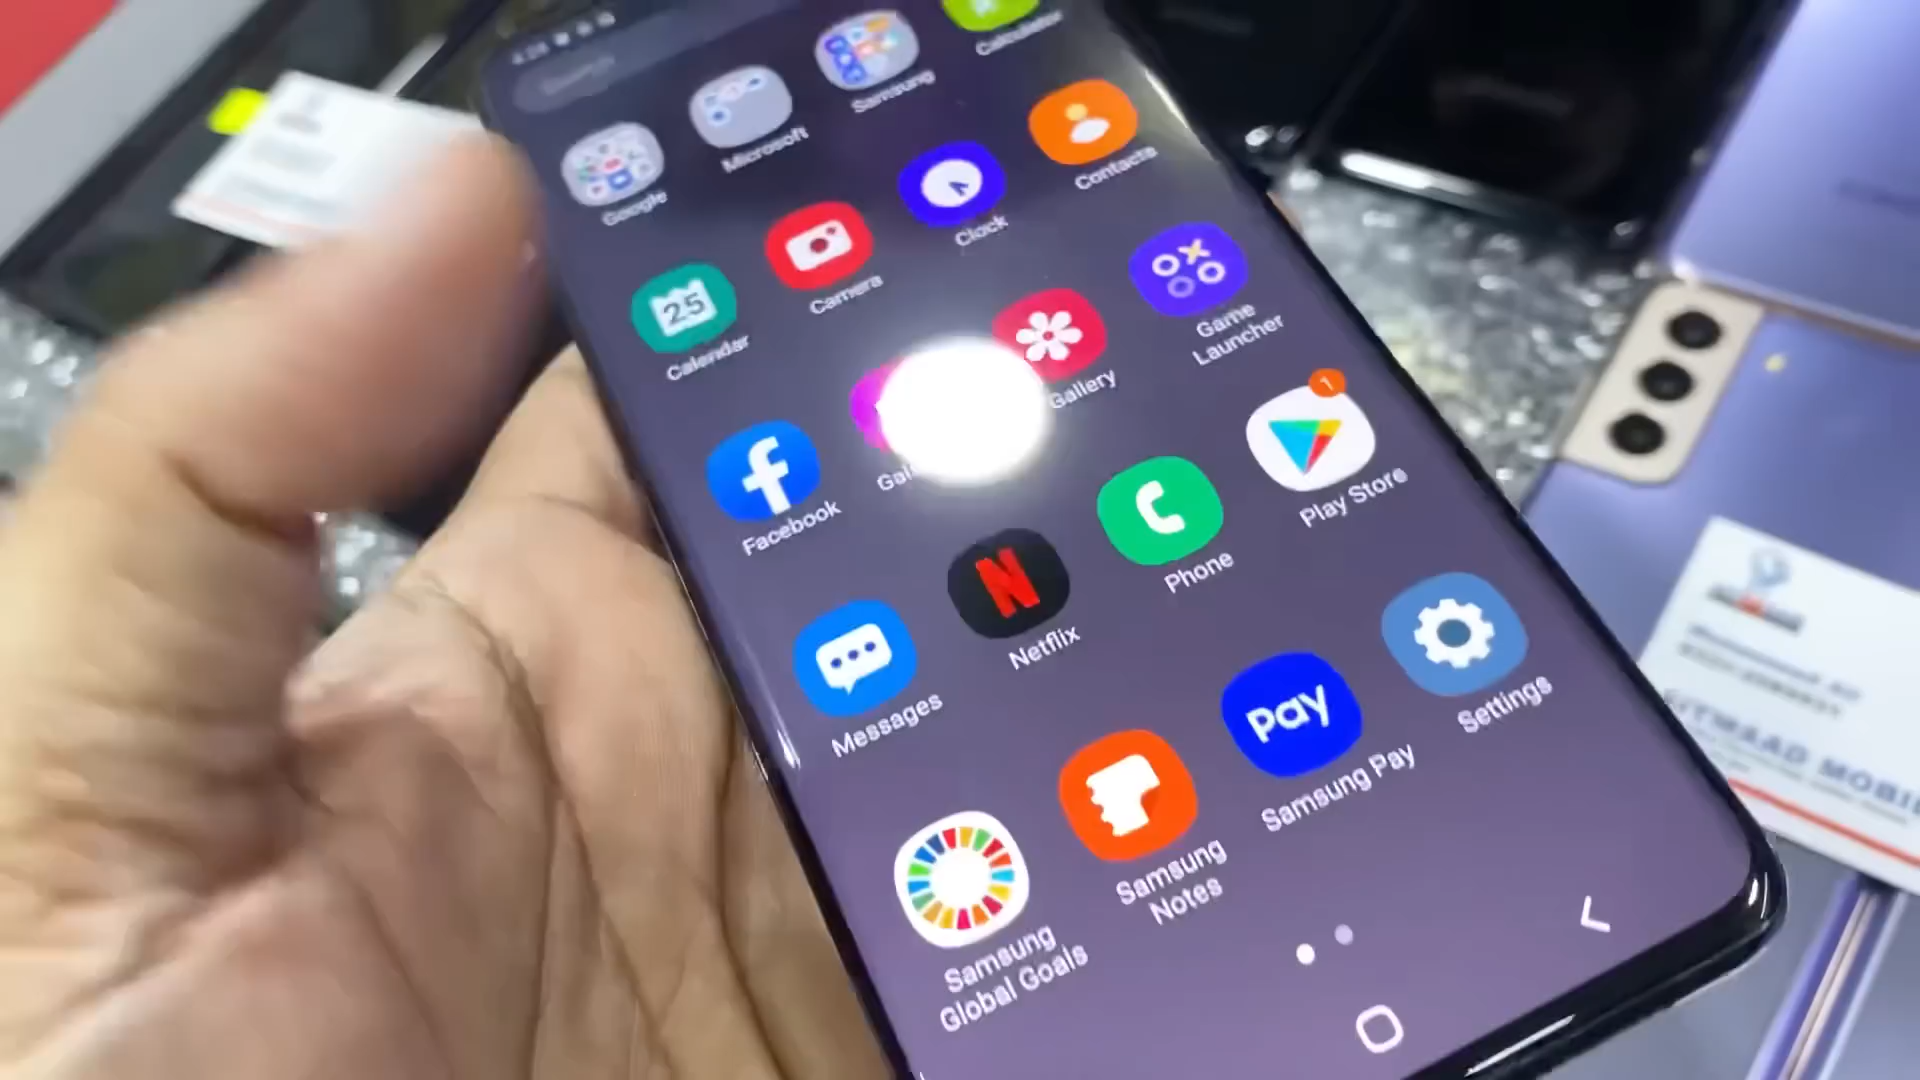 Calculator
Samsung
Microsoft
Google
Contacts
Clock
Camera
25
Calendar
Game
Launcher
Gallery
Gal
Facebook
1
Play Store
Phone
N
Netflix
Messages
Settings
pay
Samsung Pay
Samsung
Notes
Samsung
Global Goals